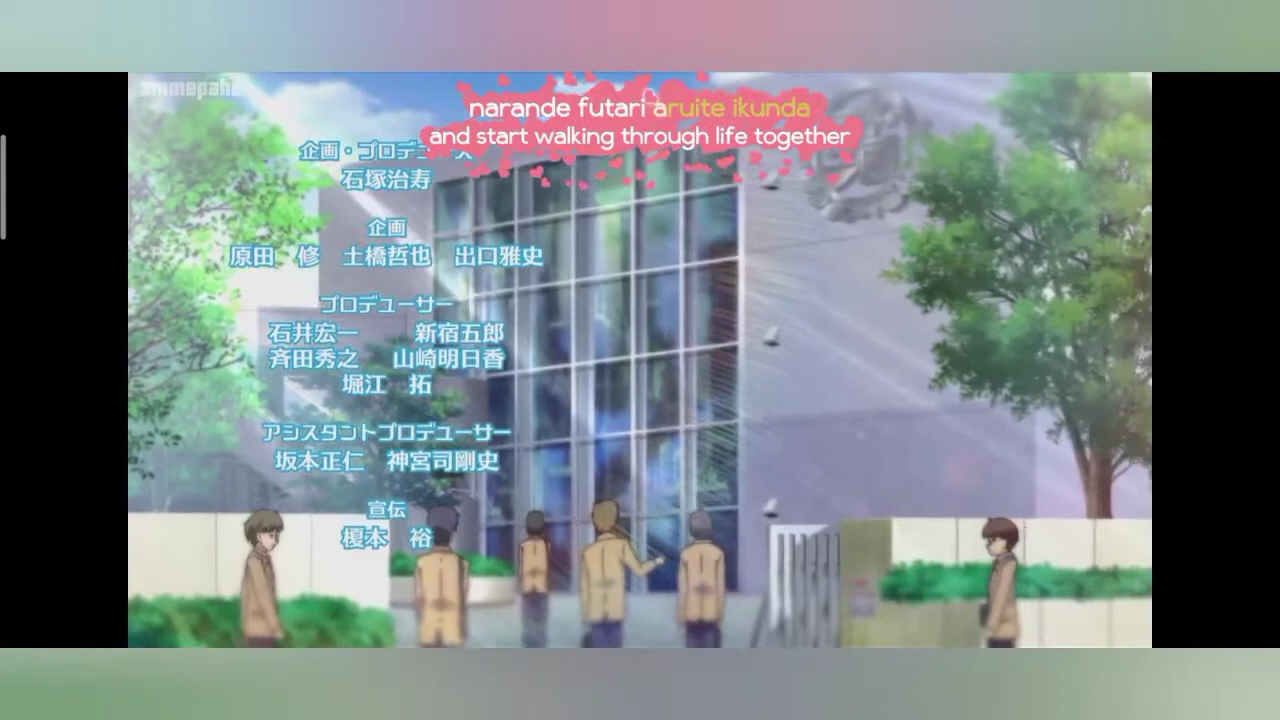 animepahe
narande futari aruite ikunda
and start walking through life together
企画・プロデュース
石塚治寿
企画
原田 修 土橋哲也 出口雅史
プロデューサー
石井宏一 新宿五郎
斉田秀之 山崎明日香
堀江 拓
アシスタントプロデューサー
坂本正仁 神宮司剛史
宣伝
榎本 裕